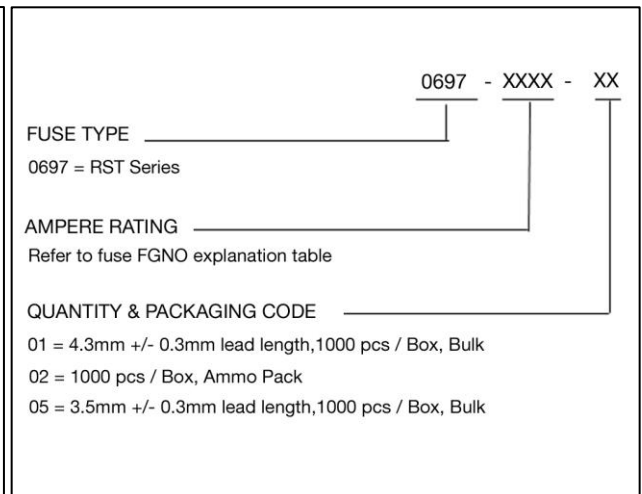 0697 - XXXX - XX
FUSE TYPE
0697 = RST Series
AMPERE RATING
Refer to fuse FGNO explanation table
QUANTITY & PACKAGING CODE
01 = 4.3mm +/- 0.3mm lead length,1000 pcs / Box, Bulk
02 = 1000 pcs / Box, Ammo Pack
05 = 3.5mm +/- 0.3mm lead length,1000 pcs / Box, Bulk